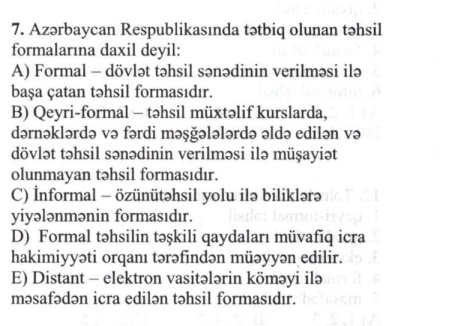 7. Azərbaycan Respublikasında tətbiq olunan təhsil
formalarına daxil deyil:
A) Formal – dövlət təhsil sənədinin verilməsi ilə
başa çatan təhsil formasıdır.
B) Qeyri-formal – təhsil müxtəlif kurslarda,
dərnəklərdə və fərdi məşğələlərdə əldə edilən və
dövlət təhsil sənədinin verilməsi ilə müşayiət
olunmayan təhsil formasıdır.
C) İnformal – özünütəhsil yolu ilə biliklərə
yiyələnmənin formasıdır.
D) Formal təhsilin təşkili qaydaları müvafiq icra
hakimiyyəti orqanı tərəfindən müəyyən edilir.
E) Distant – elektron vasitələrin köməyi ilə
məsafədən icra edilən təhsil formasıdır.